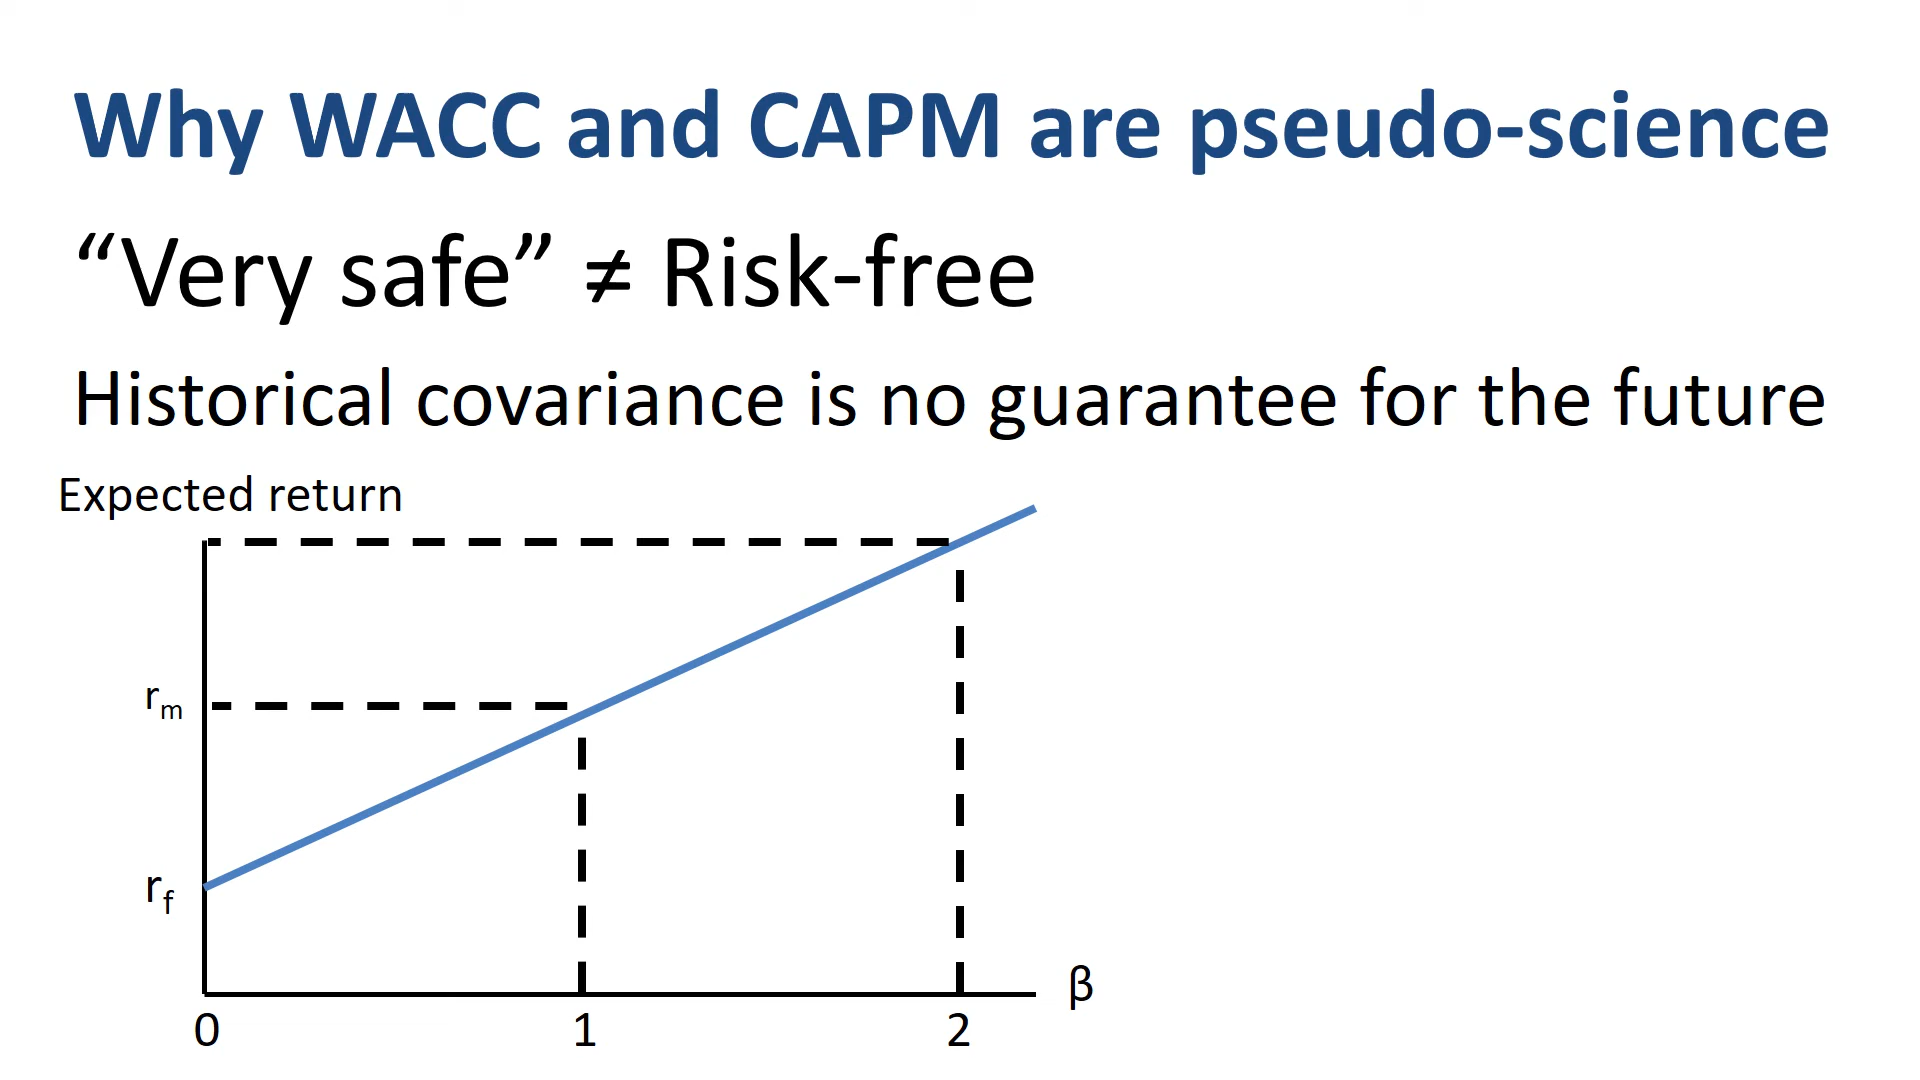 Why WACC and CAPM are pseudo-science
“Very safe” ≠ Risk-free
Historical covariance is no guarantee for the future
Expected return
rₘ
r_f
β
0 1 2